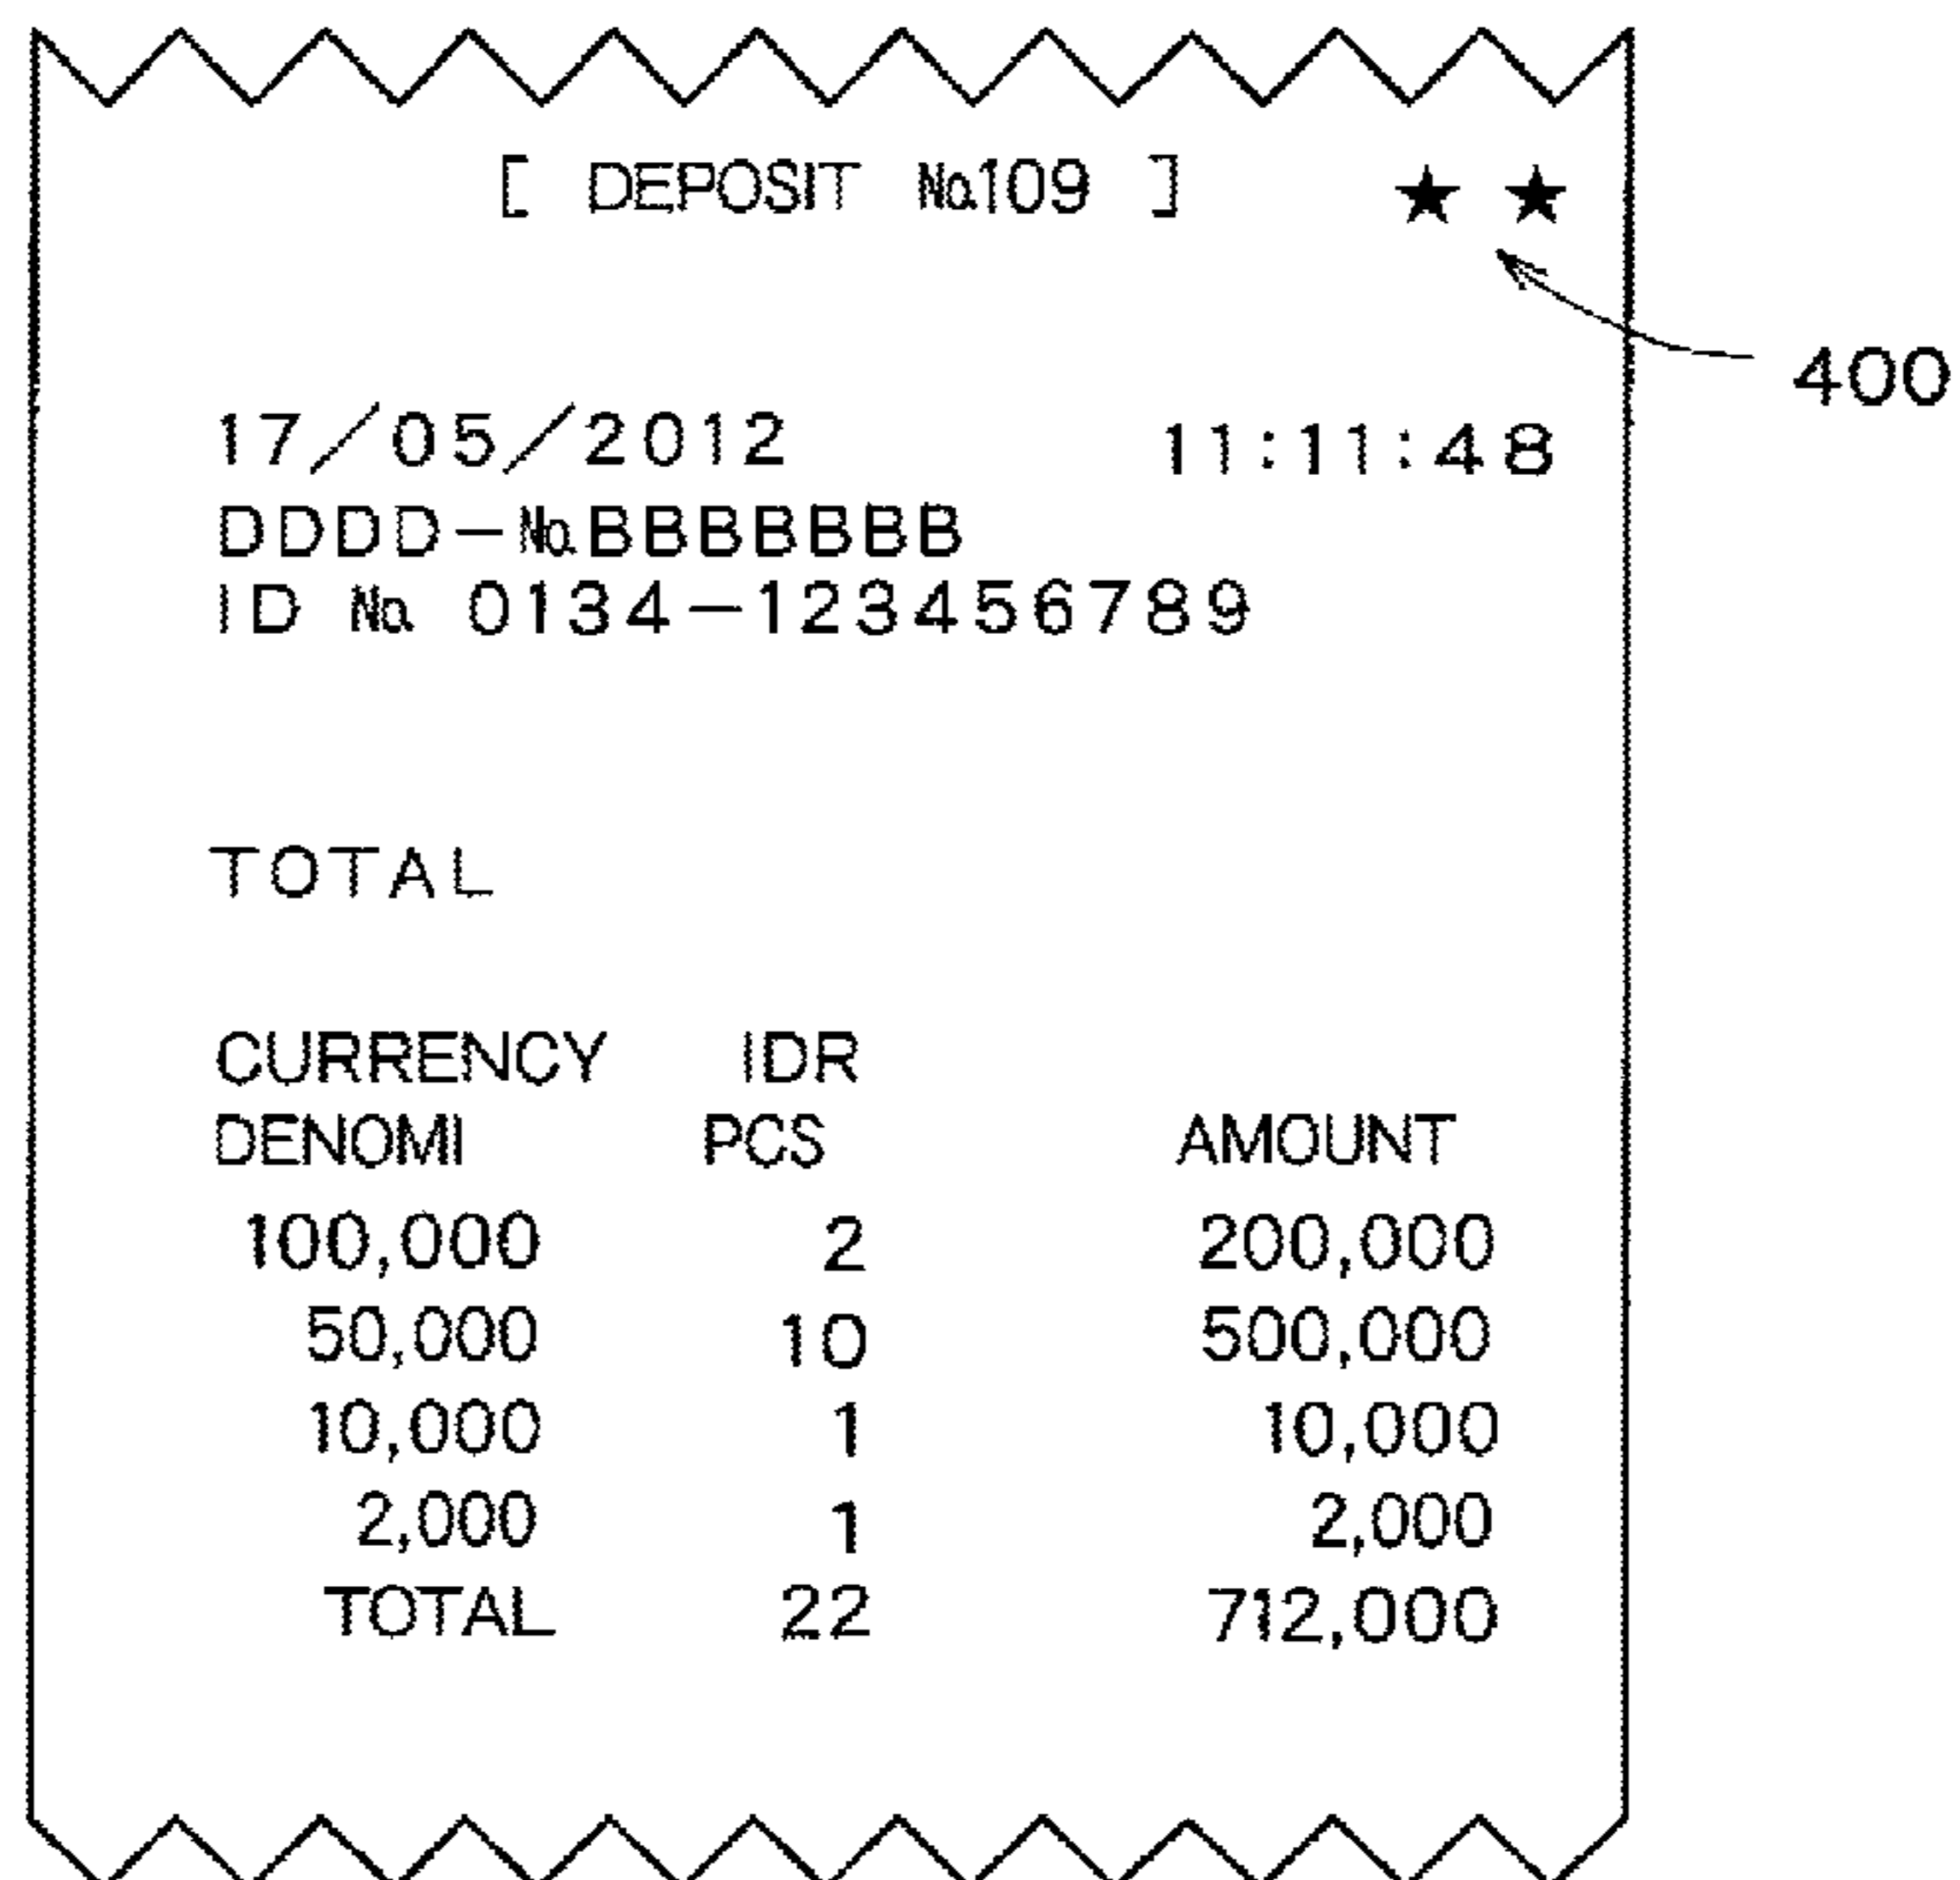 [ DEPOSIT №109 ] ★ ★
400
17/05/2012 11:11:48
DDDD-№BBBBBBB
ID № 0134-123456789
TOTAL
CURRENCY IDR
DENOMI PCS AMOUNT
100,000 2 200,000
50,000 10 500,000
10,000 1 10,000
2,000 1 2,000
TOTAL 22 712,000